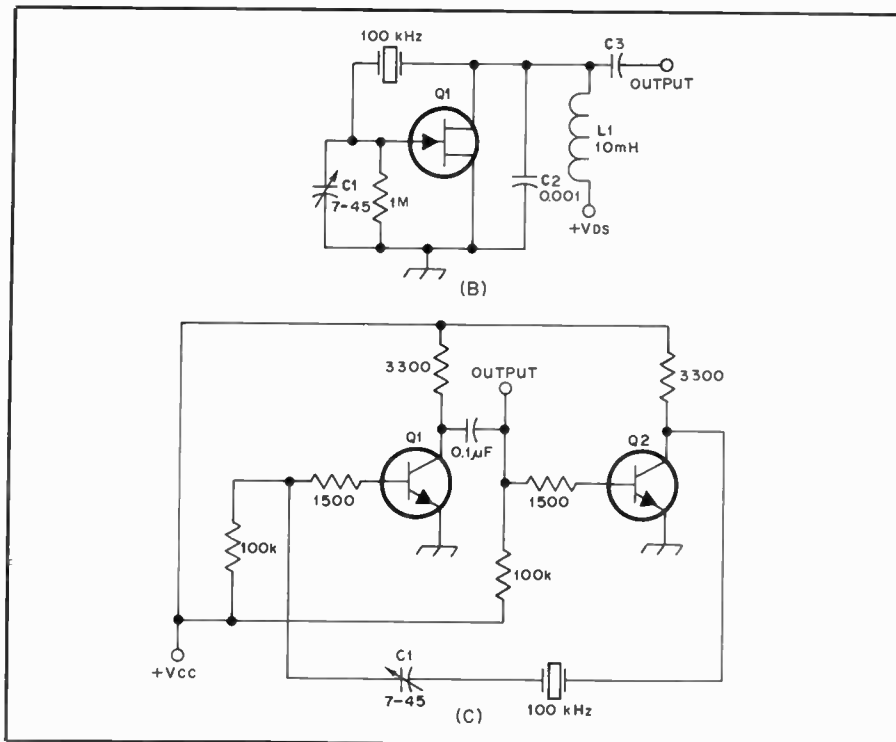 100 kHz
C3
OUTPUT
Q1
L1
10mH
C1
7-45
1M
C2
0.001
+VDS
(B)
3300
OUTPUT
3300
Q1
0.1µF
Q2
1500
1500
100k
100k
+VCC
C1
7-45
100 kHz
(C)